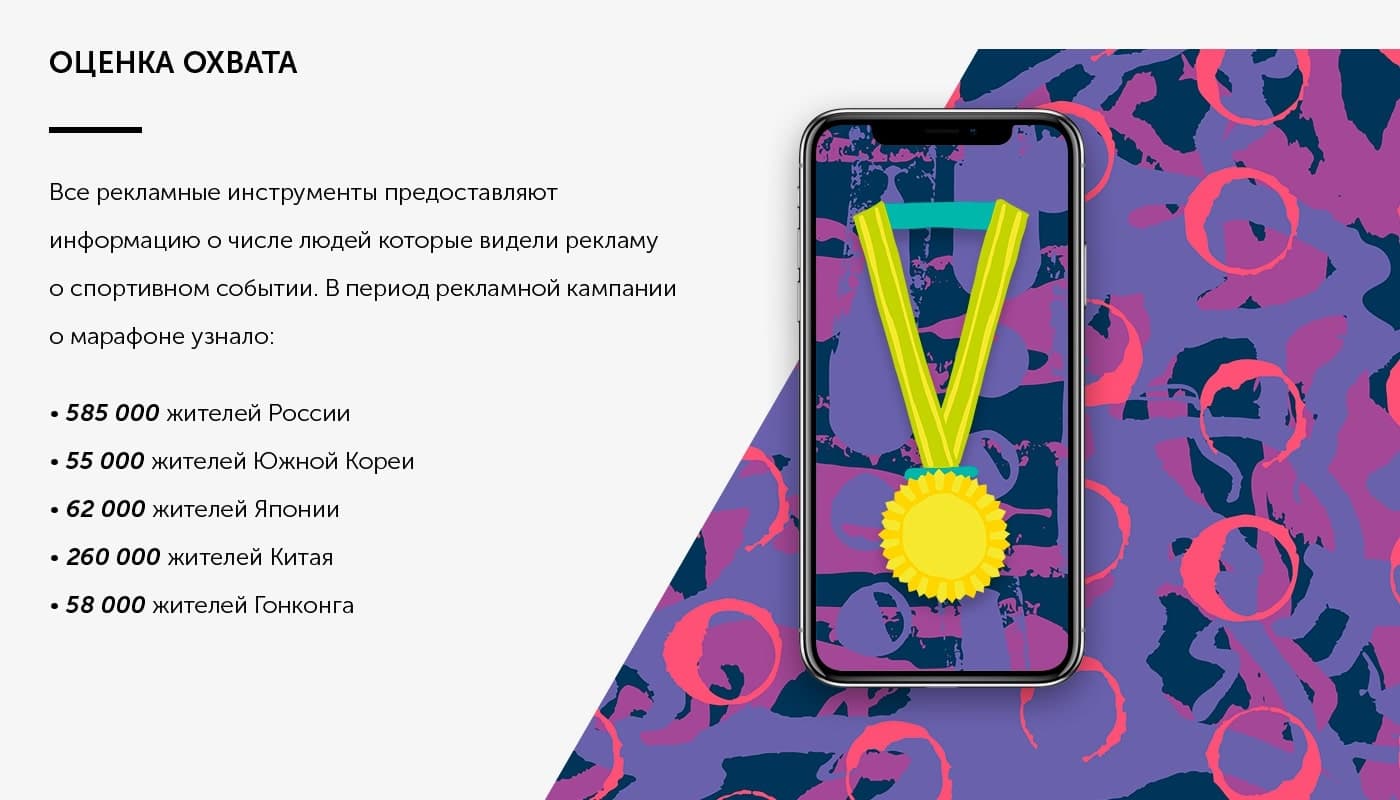 ОЦЕНКА ОХВАТА
Все рекламные инструменты предоставляют
информацию о числе людей которые видели рекламу
о спортивном событии. В период рекламной кампании
о марафоне узнало:
• 585 000 жителей России
• 55 000 жителей Южной Кореи
• 62 000 жителей Японии
• 260 000 жителей Китая
• 58 000 жителей Гонконга